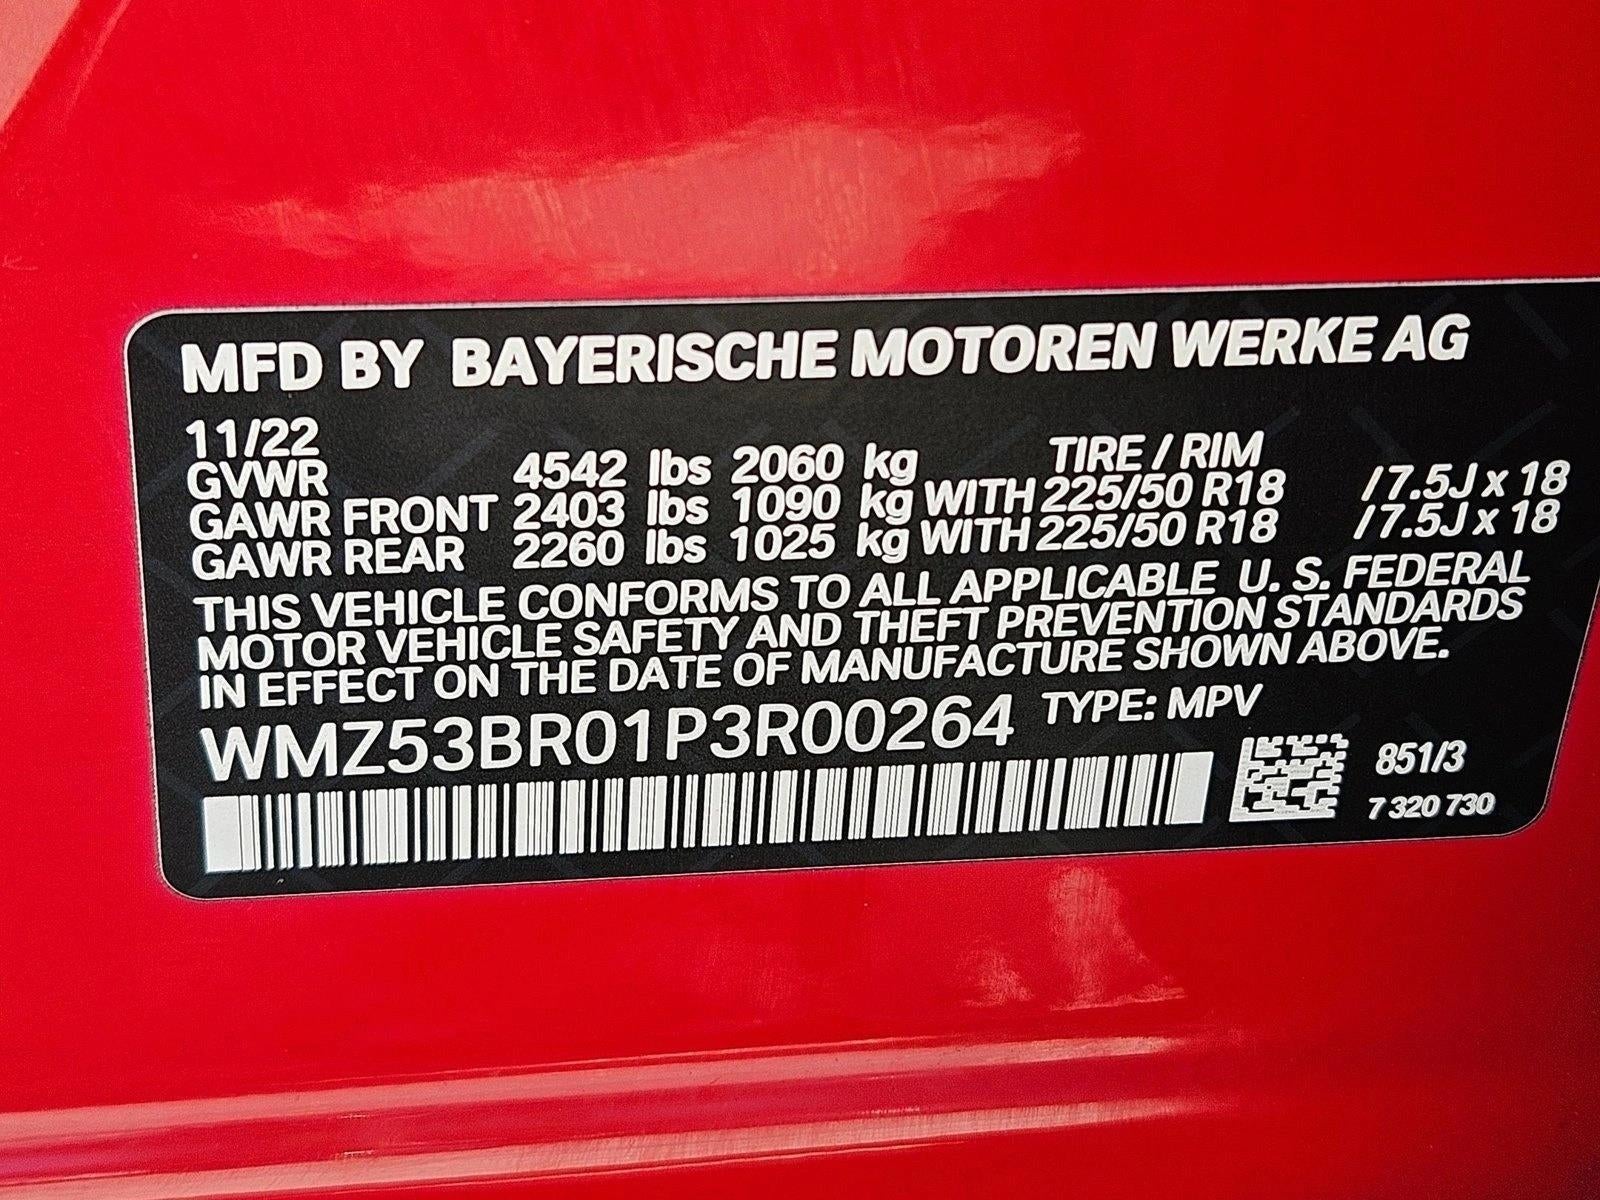 MFD BY BAYERISCHE MOTOREN WERKE AG
11/22 TIRE / RIM
GVWR 4542 lbs 2060 kg
GAWR FRONT 2403 lbs 1090 kg WITH 225/50 R18 / 7.5J x 18
GAWR REAR 2260 lbs 1025 kg WITH 225/50 R18 / 7.5J x 18
THIS VEHICLE CONFORMS TO ALL APPLICABLE U. S. FEDERAL
MOTOR VEHICLE SAFETY AND THEFT PREVENTION STANDARDS
IN EFFECT ON THE DATE OF MANUFACTURE SHOWN ABOVE.
WMZ53BR01P3R00264 TYPE: MPV
851/3
7 320 730